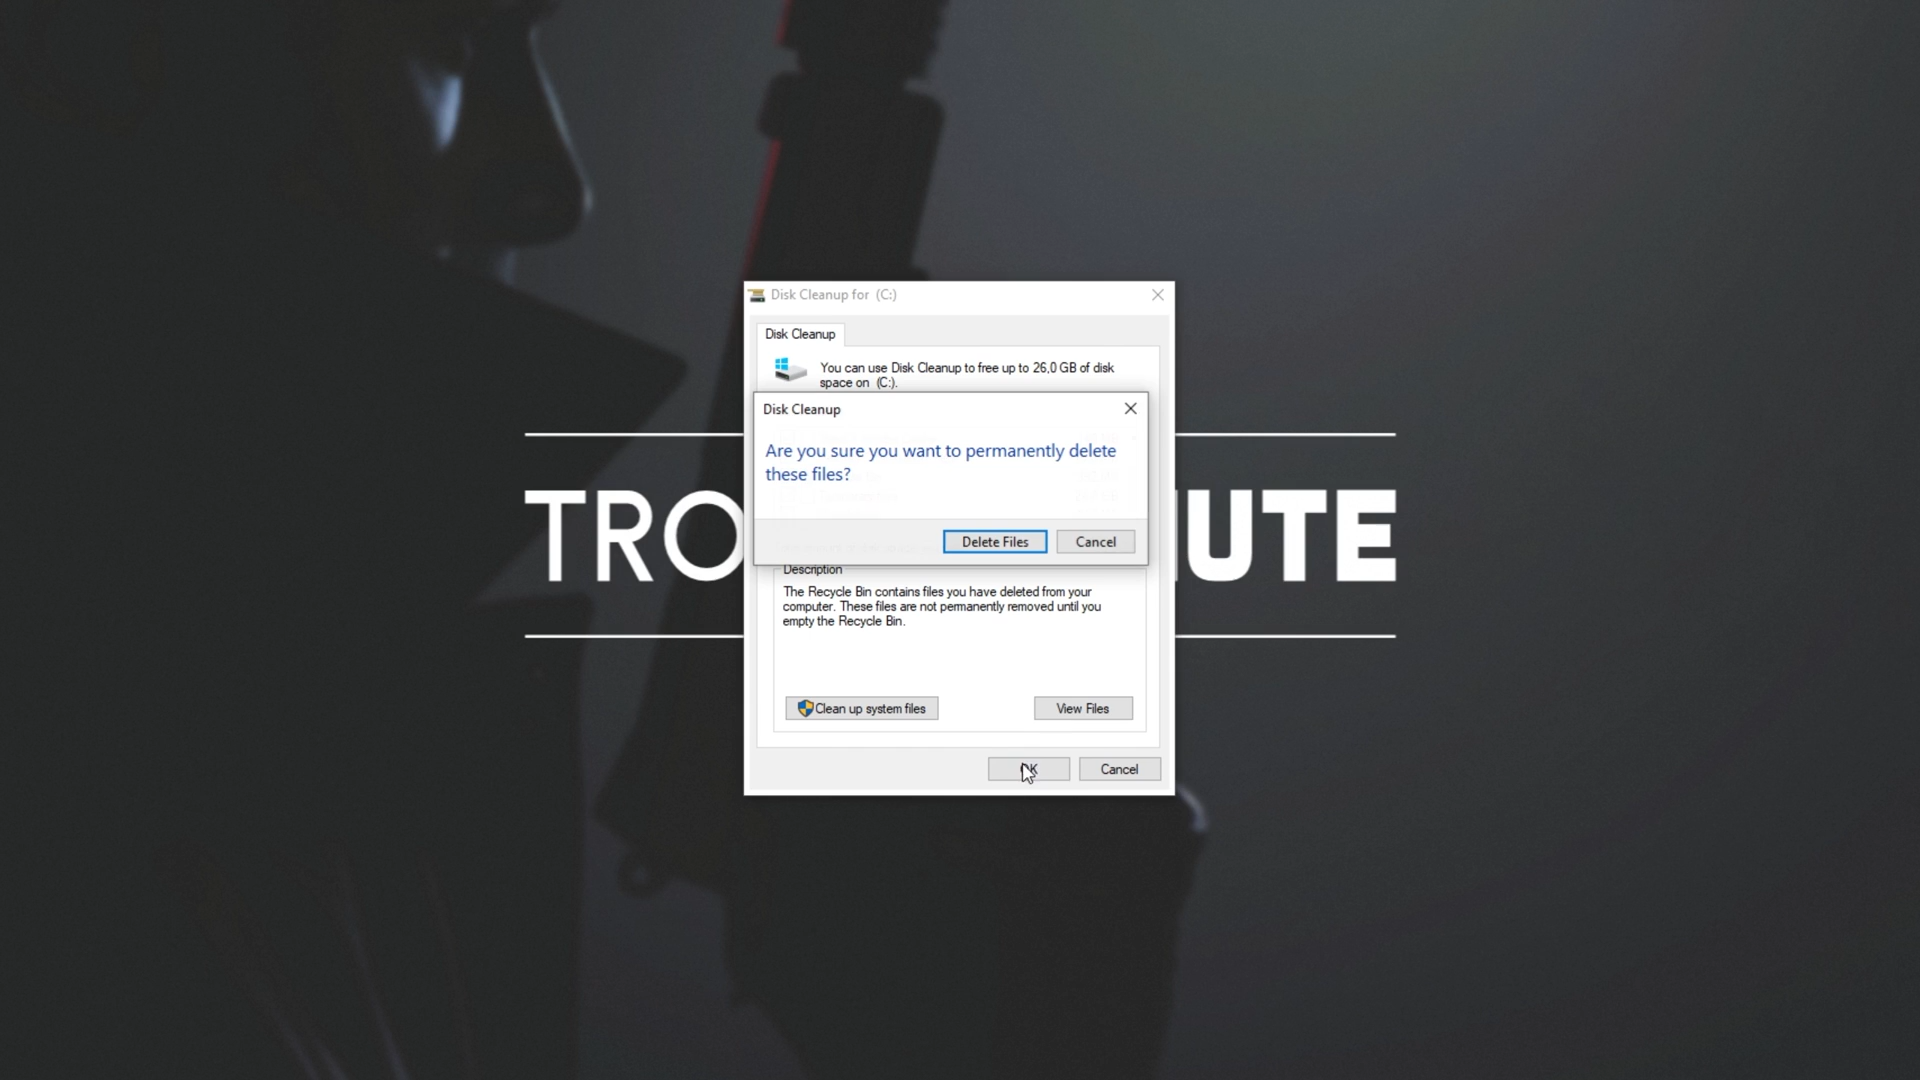 Disk Cleanup for (C:)
Disk Cleanup
You can use Disk Cleanup to free up to 26,0 GB of disk
space on (C:).
Disk Cleanup
Are you sure you want to permanently delete
these files?
Delete Files
Cancel
TRO
UTE
Description
The Recycle Bin contains files you have deleted from your
computer. These files are not permanently removed until you
empty the Recycle Bin.
Clean up system files
View Files
OK
Cancel